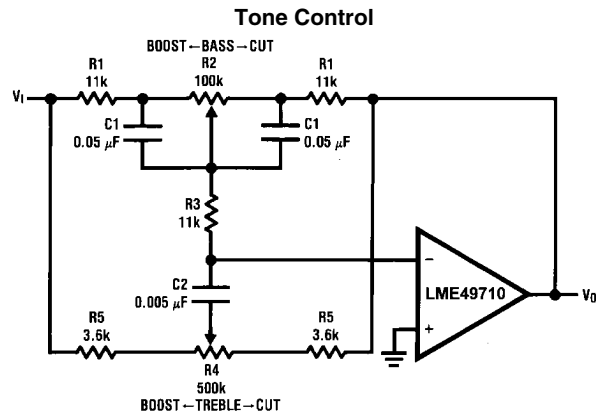 Tone Control
BOOST←BASS→CUT
R1
11k
R2
100k
R1
11k
VI
C1
0.05 μF
C1
0.05 μF
R3
11k
C2
0.005 μF
−
LME49710
+
VO
R5
3.6k
R5
3.6k
R4
500k
BOOST←TREBLE→CUT